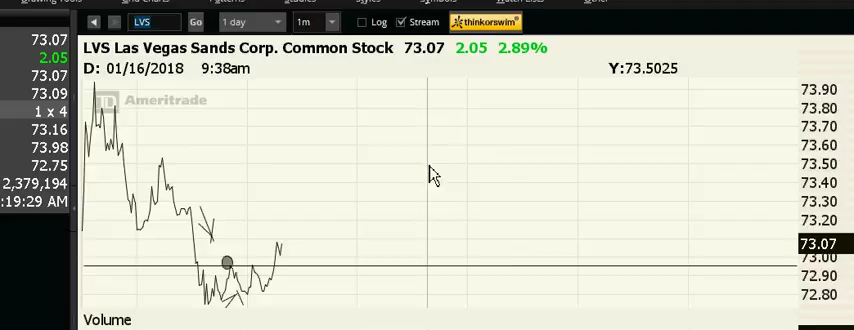 LVS Go 1 day 1m Log Stream thinkorswim
LVS Las Vegas Sands Corp. Common Stock 73.07 2.05 2.89%
D: 01/16/2018 9:38am Y:73.5025
73.07
2.05
73.07
73.09
1 x 4
73.16
73.98
72.75
2,379,194
:19:29 AM
TD Ameritrade
73.90
73.80
73.70
73.60
73.50
73.40
73.30
73.20
73.07
73.00
72.90
72.80
Volume